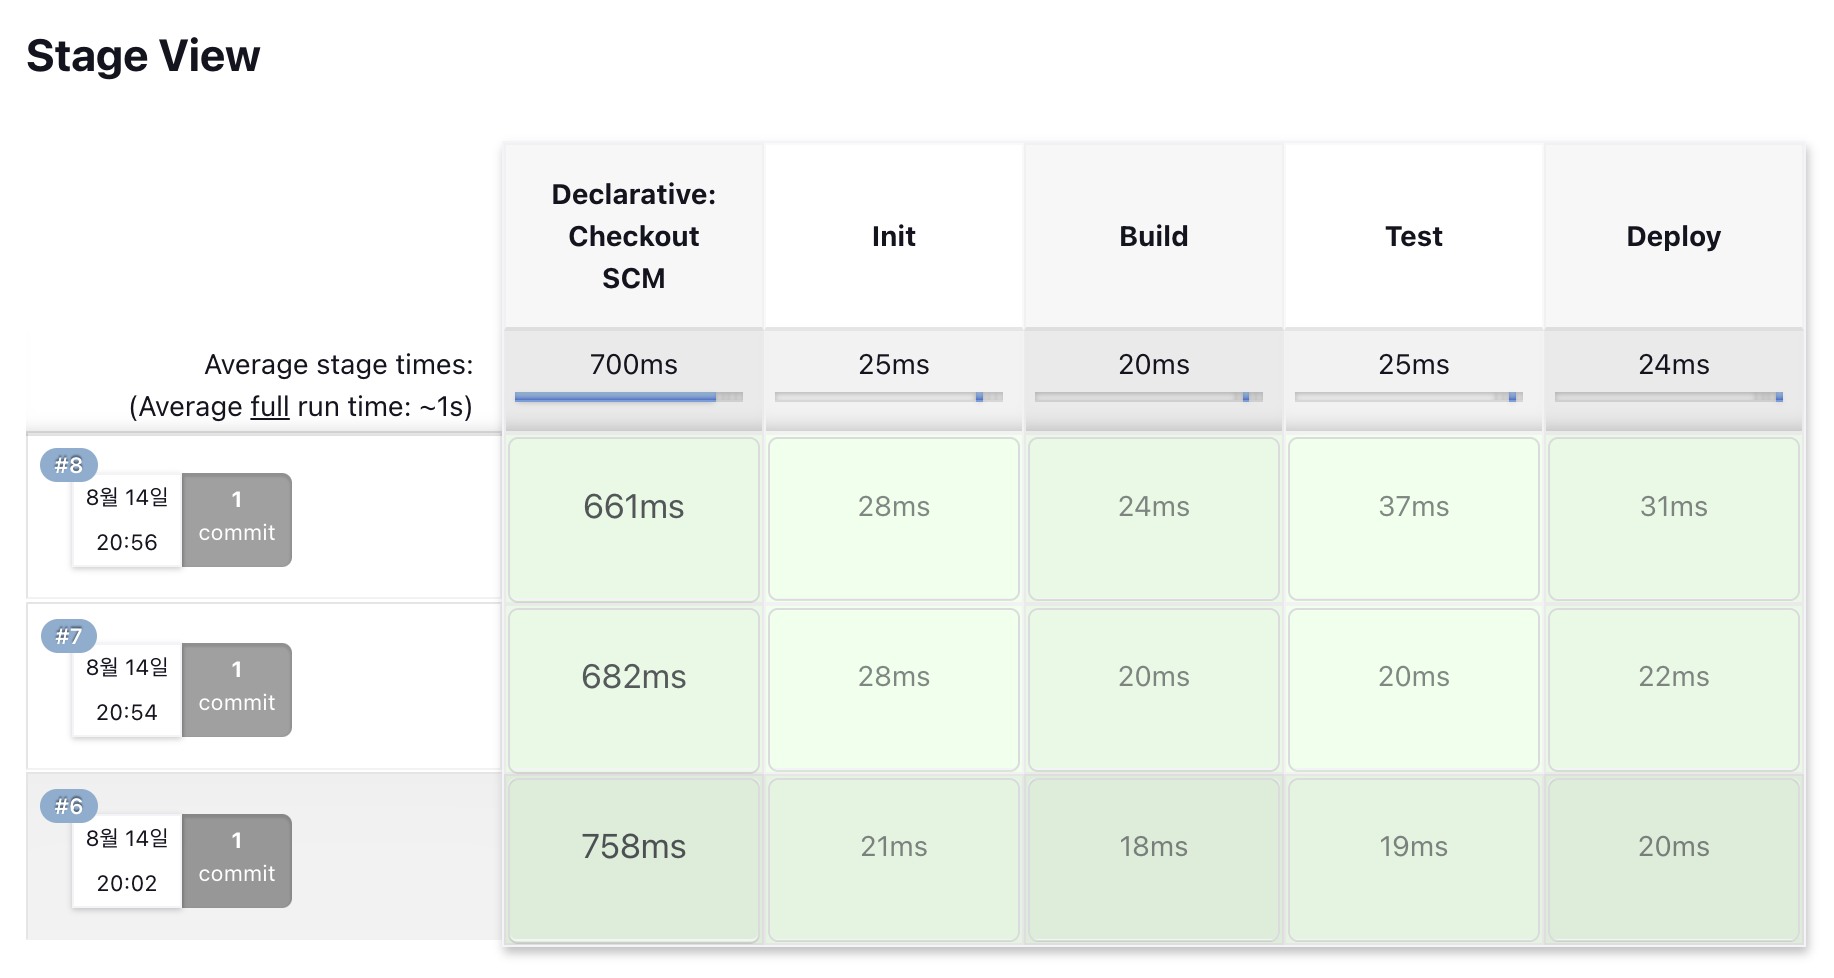 Stage View
Declarative:
Checkout
SCM
Init
Build
Test
Deploy
Average stage times:
(Average full run time: ~1s)
700ms
25ms
20ms
25ms
24ms
#8
8월 14일
20:56
1
commit
661ms
28ms
24ms
37ms
31ms
#7
8월 14일
20:54
1
commit
682ms
28ms
20ms
20ms
22ms
#6
8월 14일
20:02
1
commit
758ms
21ms
18ms
19ms
20ms